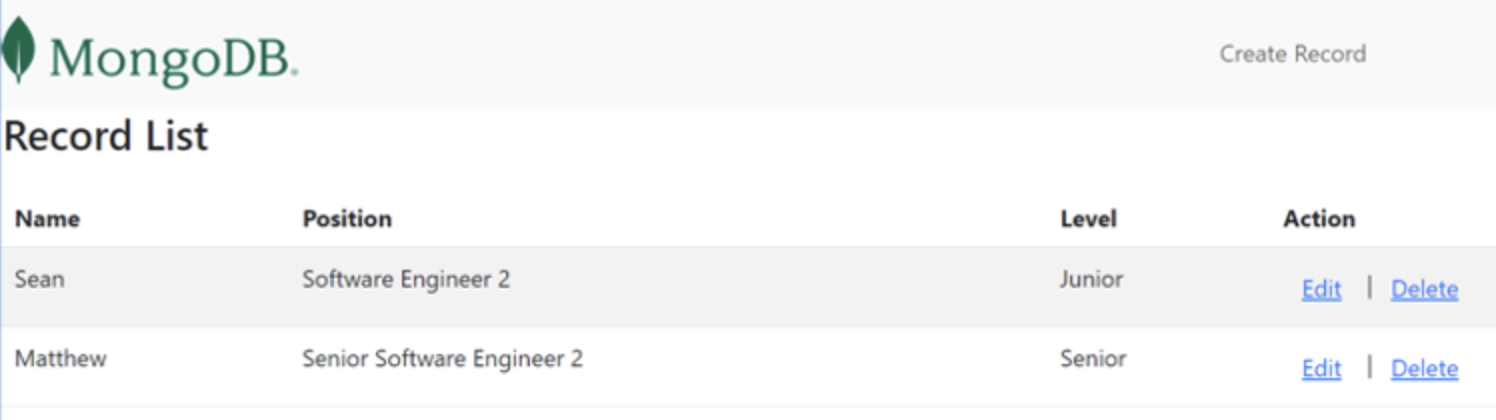 MongoDB.
Create Record
Record List
Name Position Level Action
Sean Software Engineer 2 Junior Edit | Delete
Matthew Senior Software Engineer 2 Senior Edit | Delete